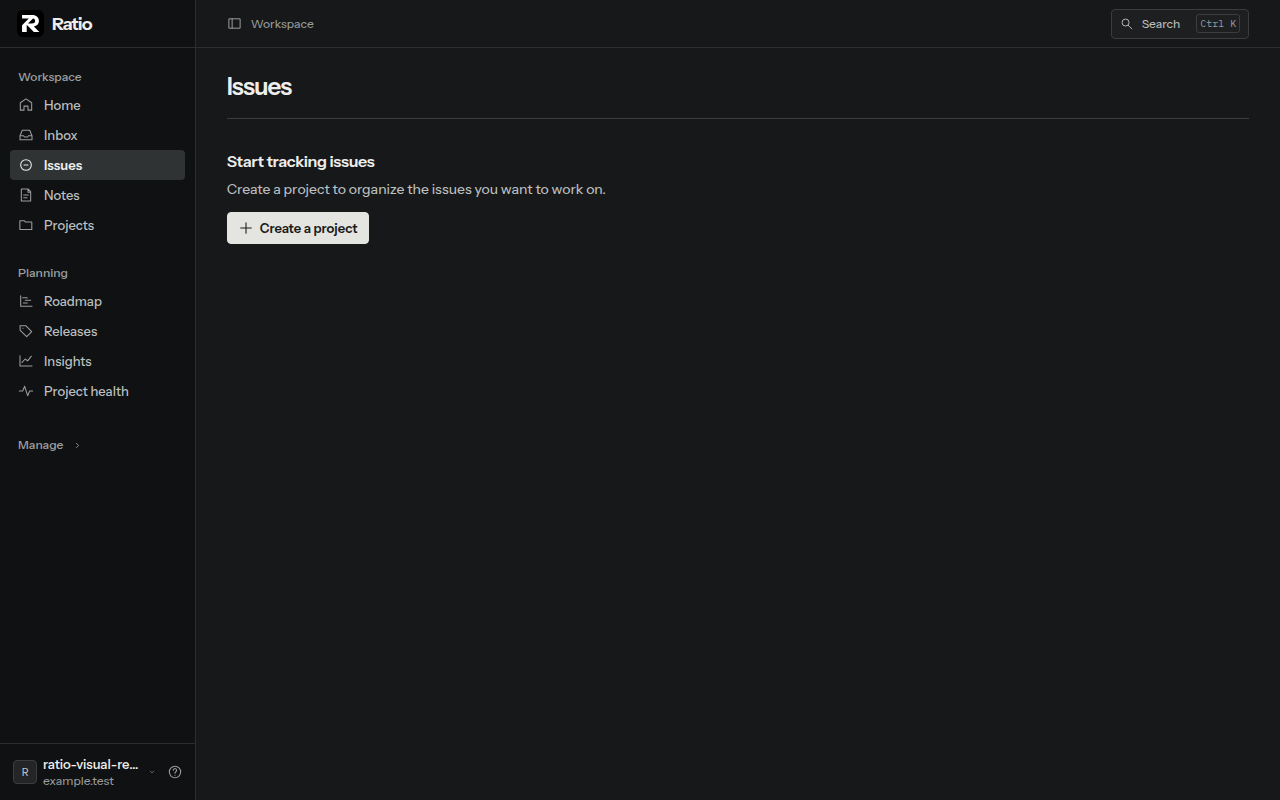 Ratio
Workspace
Search
Ctrl K
Workspace
Home
Inbox
Issues
Notes
Projects
Planning
Roadmap
Releases
Insights
Project health
Manage
Issues
Start tracking issues
Create a project to organize the issues you want to work on.
Create a project
R
ratio-visual-re...
example.test